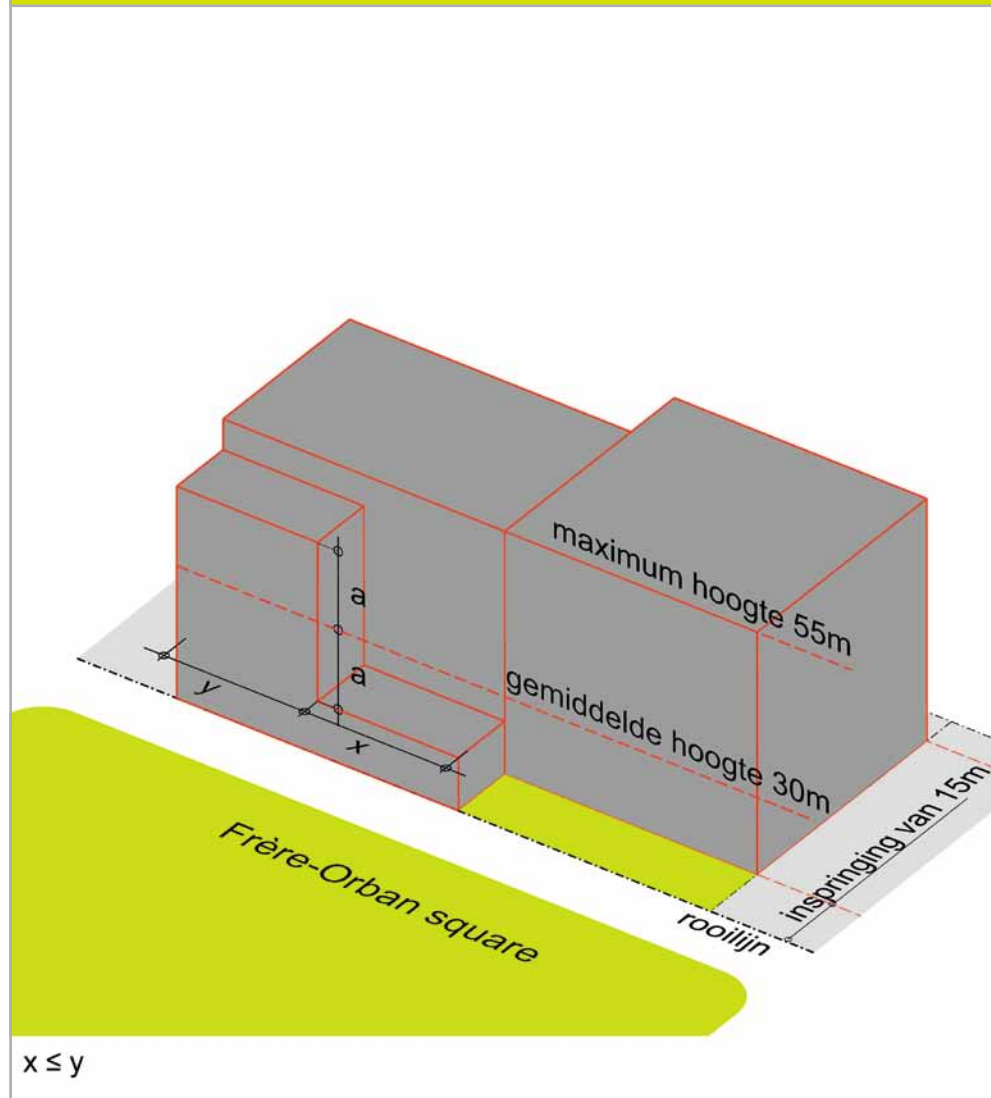 maximum hoogte 55m
a
a
gemiddelde hoogte 30m
y
x
inspringing van 15m
Frère-Orban square
rooilijn
x ≤ y